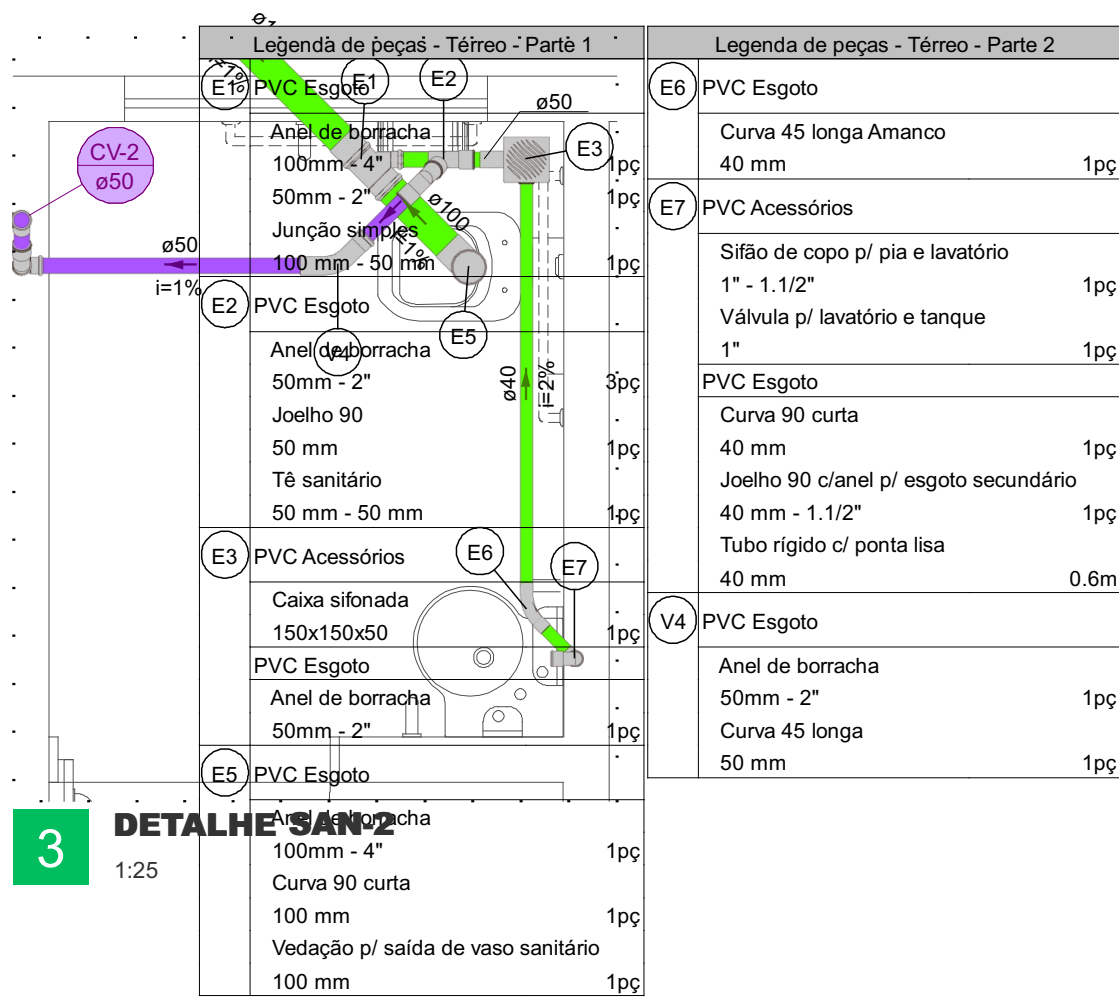 Legenda de peças - Térreo - Parte 1
E1 PVC Esgoto
Anel de borracha
100mm - 4" 1pç
50mm - 2" 1pç
Junção simples
100 mm - 50 mm 1pç
E2 PVC Esgoto
Anel de borracha
50mm - 2" 3pç
Joelho 90
50 mm 1pç
Tê sanitário
50 mm - 50 mm 1pç
E3 PVC Acessórios
Caixa sifonada
150x150x50 1pç
PVC Esgoto
Anel de borracha
50mm - 2" 1pç
E5 PVC Esgoto
Anel de borracha
100mm - 4" 1pç
Curva 90 curta
100 mm 1pç
Vedação p/ saída de vaso sanitário
100 mm 1pç
Legenda de peças - Térreo - Parte 2
E6 PVC Esgoto
Curva 45 longa Amanco
40 mm 1pç
E7 PVC Acessórios
Sifão de copo p/ pia e lavatório
1" - 1.1/2" 1pç
Válvula p/ lavatório e tanque
1" 1pç
PVC Esgoto
Curva 90 curta
40 mm 1pç
Joelho 90 c/anel p/ esgoto secundário
40 mm - 1.1/2" 1pç
Tubo rígido c/ ponta lisa
40 mm 0.6m
V4 PVC Esgoto
Anel de borracha
50mm - 2" 1pç
Curva 45 longa
50 mm 1pç
i=1%
E1
E2
ø50
E3
CV-2
ø50
ø50
i=1%
ø100
i=1%
V4
E5
ø40
i=2%
E6
E7
3
DETALHE SAN-2
1:25